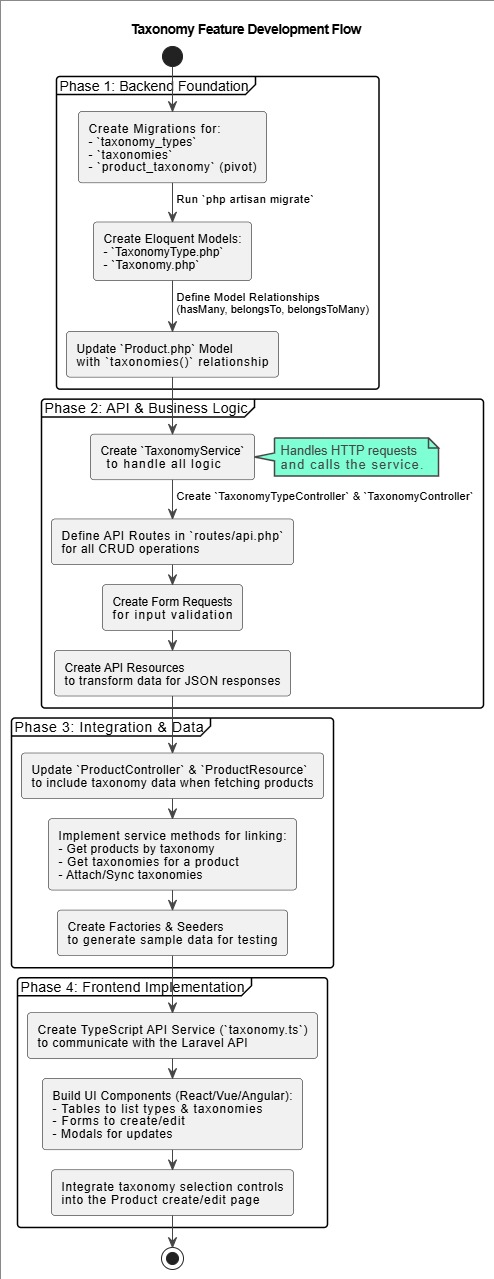 Taxonomy Feature Development Flow
Phase 1: Backend Foundation
Create Migrations for:
- `taxonomy_types`
- `taxonomies`
- `product_taxonomy` (pivot)
Run `php artisan migrate`
Create Eloquent Models:
- `TaxonomyType.php`
- `Taxonomy.php`
Define Model Relationships
(hasMany, belongsTo, belongsToMany)
Update `Product.php` Model
with `taxonomies()` relationship
Phase 2: API & Business Logic
Create `TaxonomyService`
to handle all logic
Handles HTTP requests
and calls the service.
Create `TaxonomyTypeController` & `TaxonomyController`
Define API Routes in `routes/api.php`
for all CRUD operations
Create Form Requests
for input validation
Create API Resources
to transform data for JSON responses
Phase 3: Integration & Data
Update `ProductController` & `ProductResource`
to include taxonomy data when fetching products
Implement service methods for linking:
- Get products by taxonomy
- Get taxonomies for a product
- Attach/Sync taxonomies
Create Factories & Seeders
to generate sample data for testing
Phase 4: Frontend Implementation
Create TypeScript API Service (`taxonomy.ts`)
to communicate with the Laravel API
Build UI Components (React/Vue/Angular):
- Tables to list types & taxonomies
- Forms to create/edit
- Modals for updates
Integrate taxonomy selection controls
into the Product create/edit page